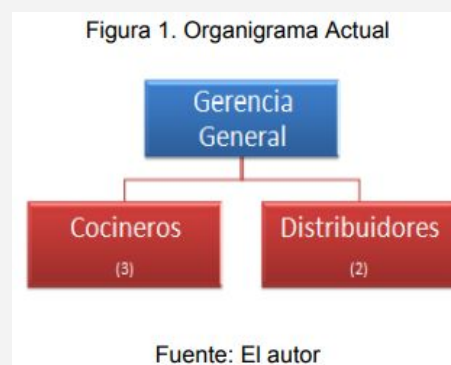 Figura 1. Organigrama Actual
Gerencia
General
Cocineros
(3)
Distribuidores
(2)
Fuente: El autor